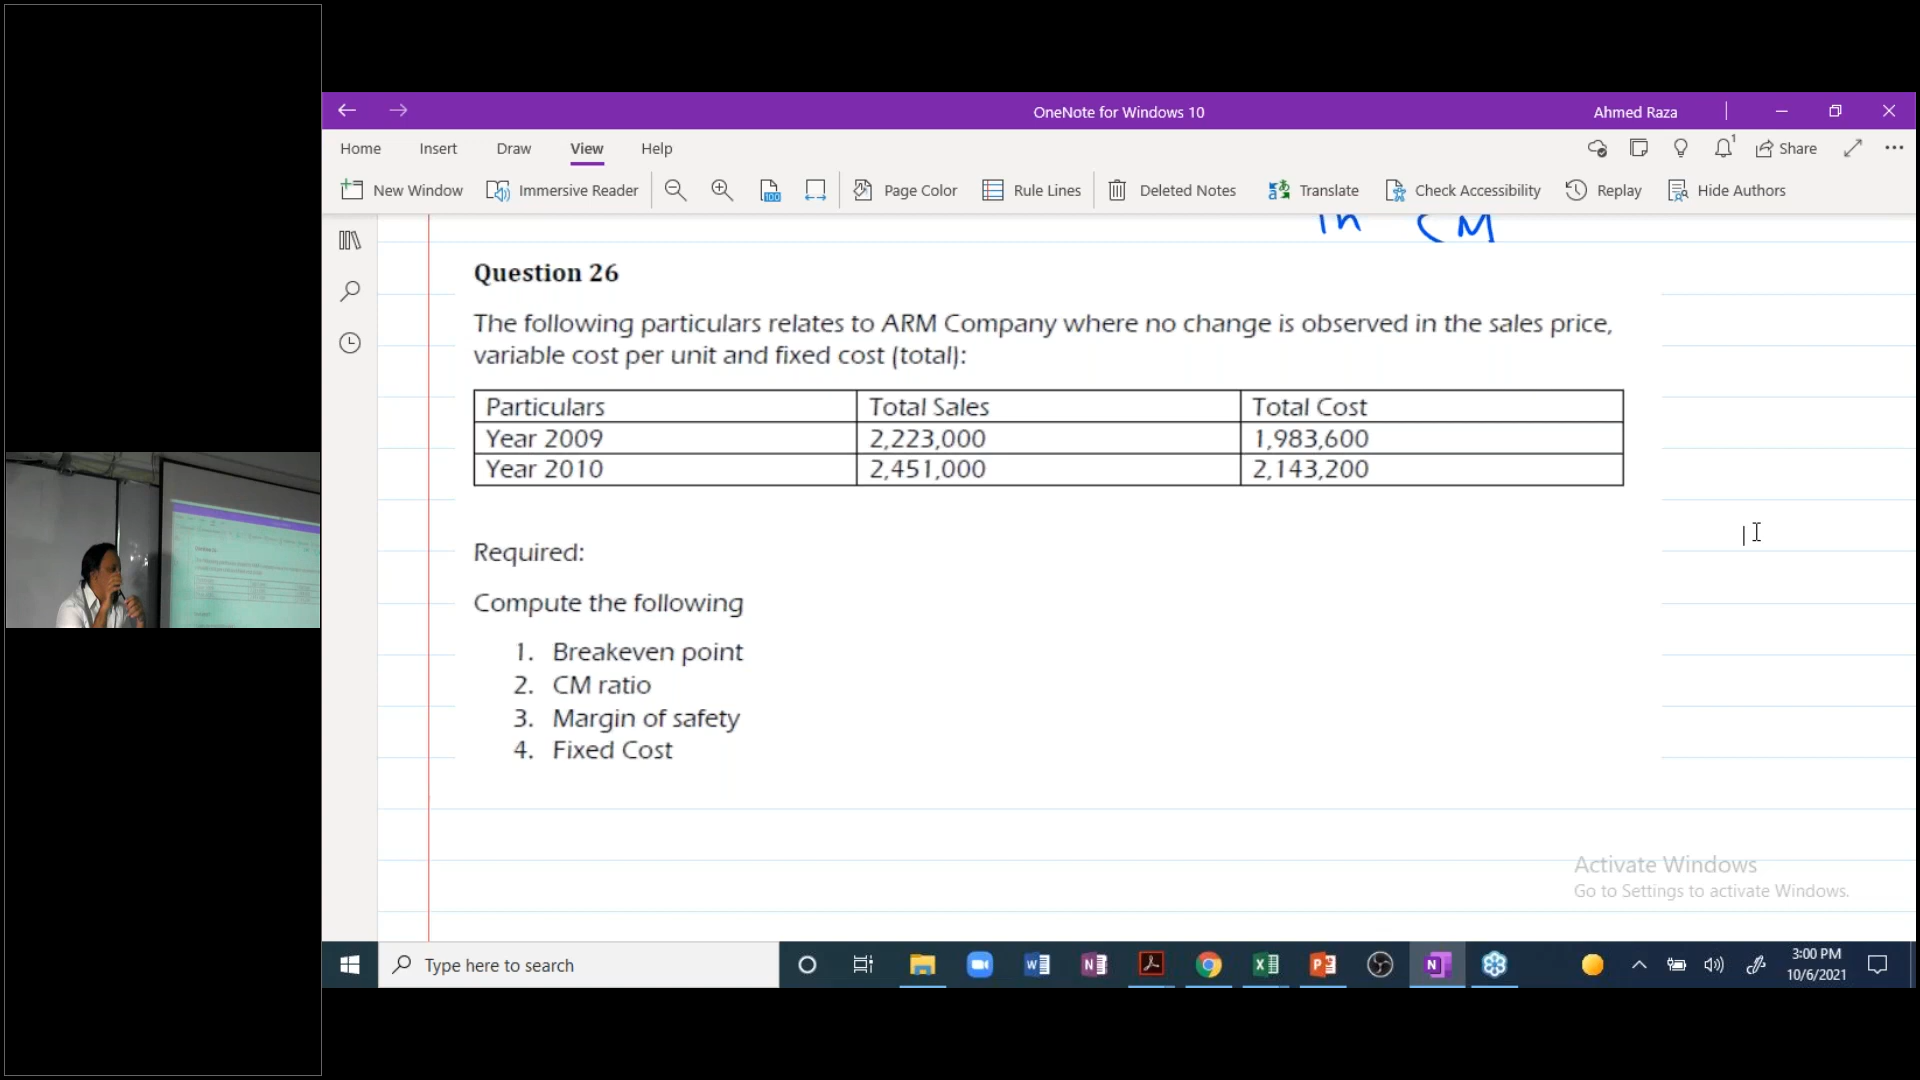 OneNote for Windows 10
Ahmed Raza
Home Insert Draw View Help
1 Share
New Window Immersive Reader 100 Page Color Rule Lines Deleted Notes Translate Check Accessibility Replay Hide Authors
in CM
Question 26
The following particulars relates to ARM Company where no change is observed in the sales price,
variable cost per unit and fixed cost (total):
Particulars Total Sales Total Cost
Year 2009 2,223,000 1,983,600
Year 2010 2,451,000 2,143,200
Required:
Compute the following
1. Breakeven point
2. CM ratio
3. Margin of safety
4. Fixed Cost
Activate Windows
Go to Settings to activate Windows.
Type here to search
3:00 PM
10/6/2021